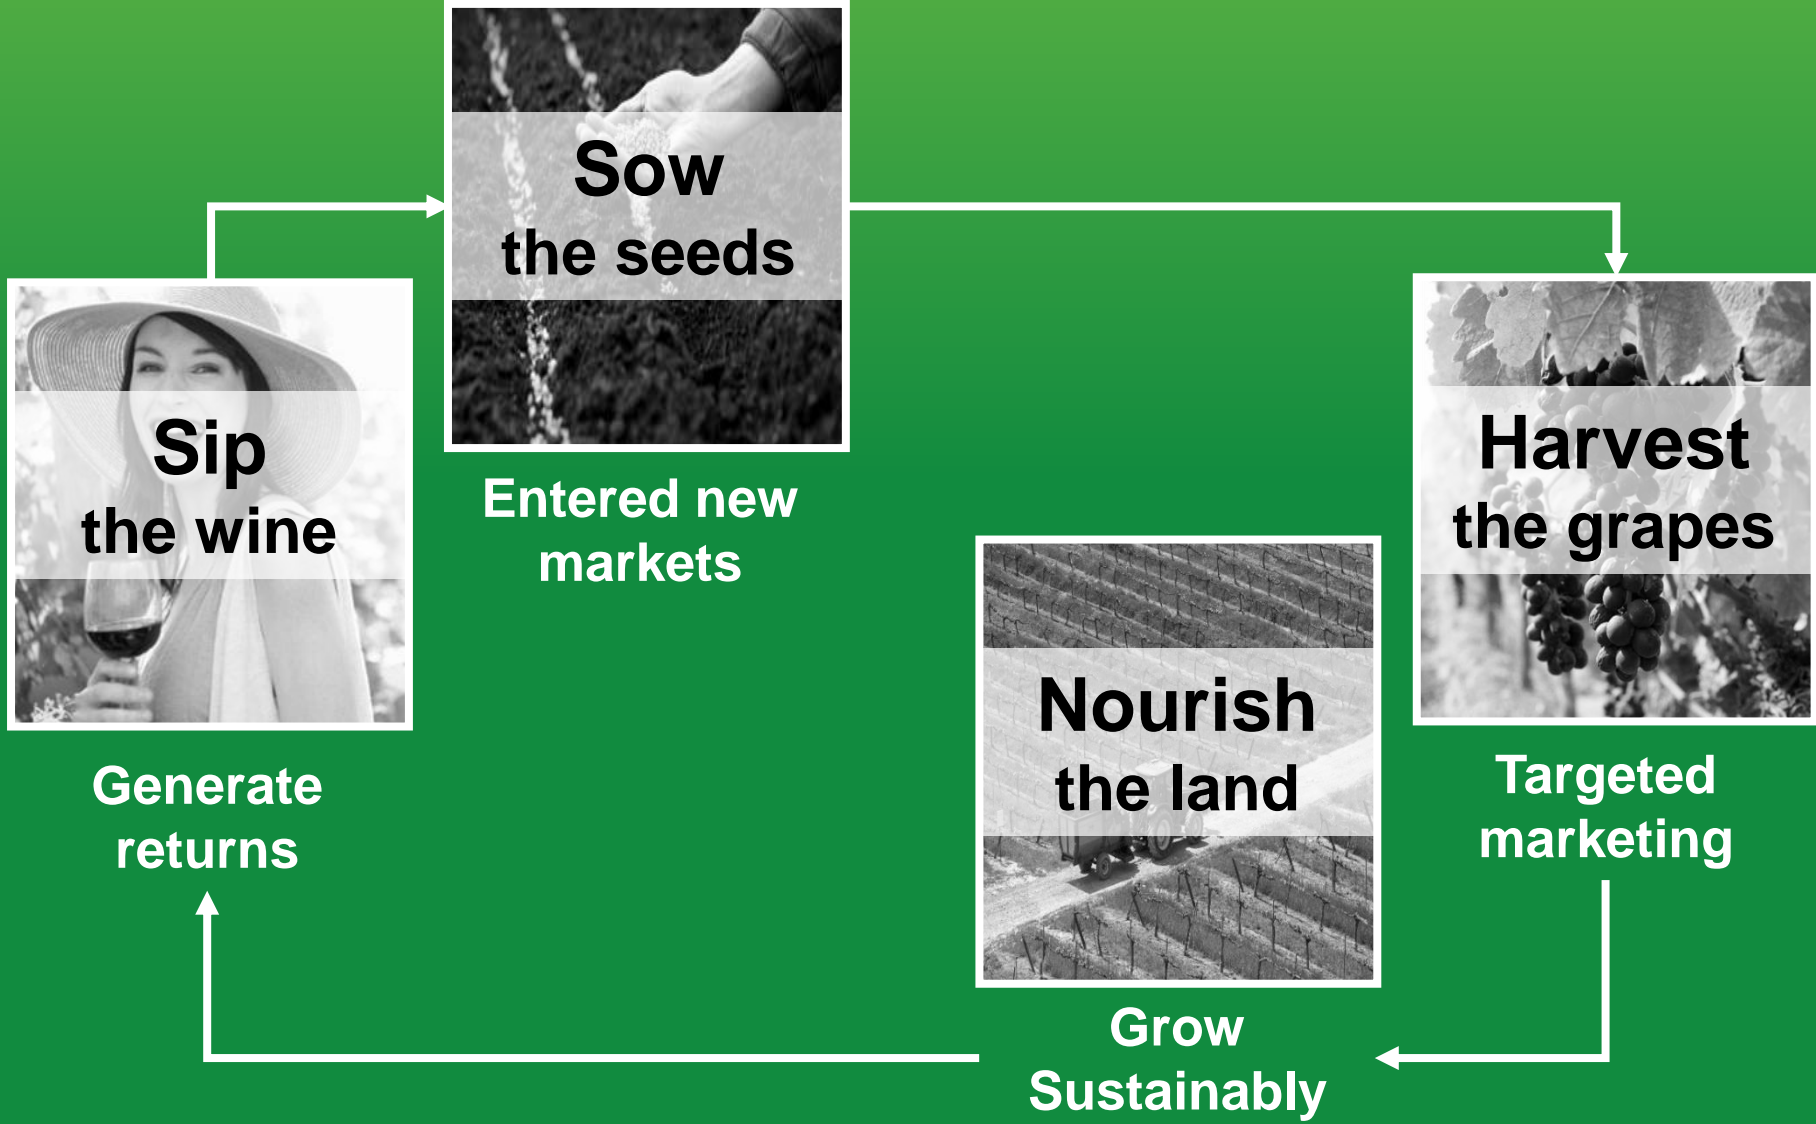 Sow
the seeds
Entered new
markets
Harvest
the grapes
Targeted
marketing
Nourish
the land
Grow
Sustainably
Sip
the wine
Generate
returns